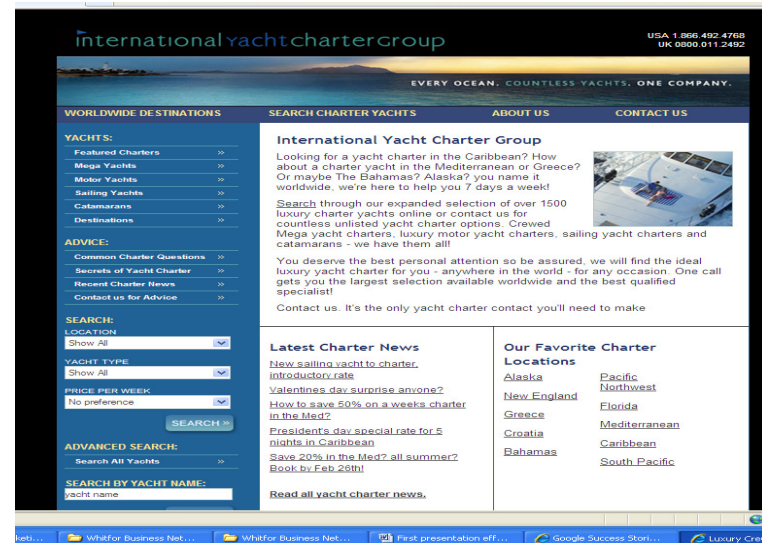 internationalyachtchartergroup
USA 1.866.492.4768
UK 0800.011.2492
EVERY OCEAN. COUNTLESS YACHTS. ONE COMPANY.
WORLDWIDE DESTINATIONS
SEARCH CHARTER YACHTS
ABOUT US
CONTACT US
YACHTS:
Featured Charters »
Mega Yachts »
Motor Yachts »
Sailing Yachts »
Catamarans »
Destinations »
ADVICE:
Common Charter Questions »
Secrets of Yacht Charter »
Recent Charter News »
Contact us for Advice »
SEARCH:
LOCATION
Show All
YACHT TYPE
Show All
PRICE PER WEEK
No preference
SEARCH »
ADVANCED SEARCH:
Search All Yachts »
SEARCH BY YACHT NAME:
yacht name
International Yacht Charter Group
Looking for a yacht charter in the Caribbean? How
about a charter yacht in the Mediterranean or Greece?
Or maybe The Bahamas? Alaska? you name it
worldwide, we're here to help you 7 days a week!
Search through our expanded selection of over 1500
luxury charter yachts online or contact us for
countless unlisted yacht charter options. Crewed
Mega yacht charters, luxury motor yacht charters, sailing yacht charters and
catamarans - we have them all!
You deserve the best personal attention so be assured, we will find the ideal
luxury yacht charter for you - anywhere in the world - for any occasion. One call
gets you the largest selection available worldwide and the best qualified
specialist!
Contact us. It's the only yacht charter contact you'll need to make
Latest Charter News
New sailing yacht to charter,
introductory rate
Valentines day surprise anyone?
How to save 50% on a weeks charter
in the Med?
President's day special rate for 5
nights in Caribbean
Save 20% in the Med? all summer?
Book by Feb 26th!
Read all yacht charter news.
Our Favorite Charter
Locations
Alaska
New England
Greece
Croatia
Bahamas
Pacific
Northwest
Florida
Mediterranean
Caribbean
South Pacific
keti...
Whitfor Business Net...
Whitfor Business Net...
First presentation eff...
Google Success Stori...
Luxury Cre